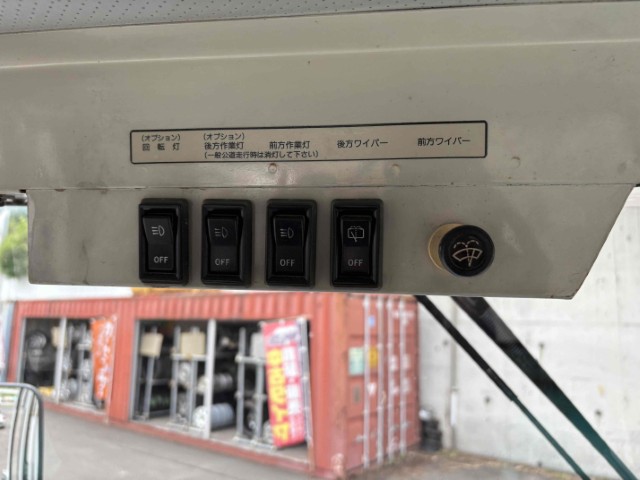 (オプション)
回転灯
(オプション)
後方作業灯
(一般公道走行時は消灯して下さい)
前方作業灯
後方ワイパー
前方ワイパー
OFF
OFF
OFF
OFF